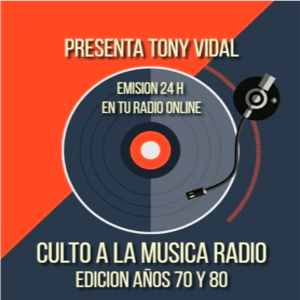 PRESENTA TONY VIDAL
EMISION 24 H
EN TU RADIO ONLINE
CULTO A LA MUSICA RADIO
EDICION AÑOS 70 Y 80